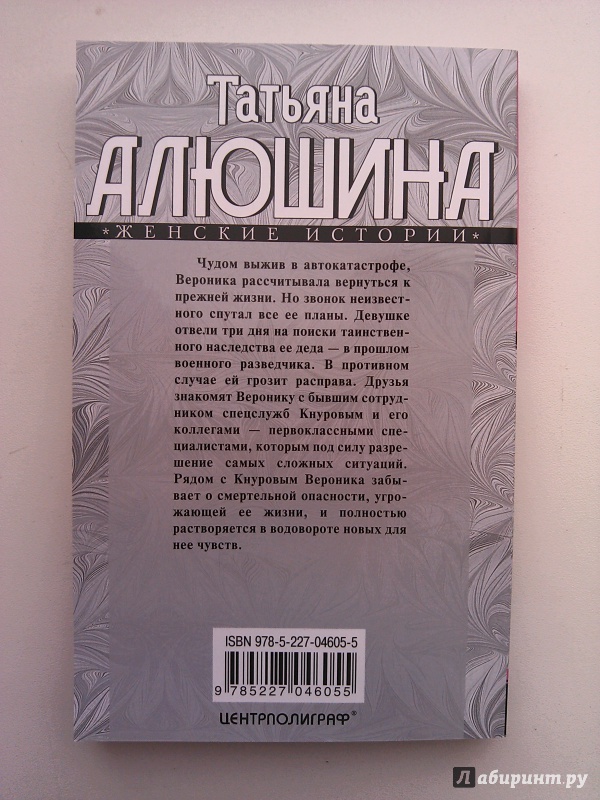 Татьяна
АЛЮШИНА
*ЖЕНСКИЕ ИСТОРИИ*
Чудом выжив в автокатастрофе,
Вероника рассчитывала вернуться к
прежней жизни. Но звонок неизвест-
ного спутал все ее планы. Девушке
отвели три дня на поиски таинствен-
ного наследства ее деда — в прошлом
военного разведчика. В противном
случае ей грозит расправа. Друзья
знакомят Веронику с бывшим сотруд-
ником спецслужб Кнуровым и его
коллегами — первоклассными спе-
циалистами, которым под силу разре-
шение самых сложных ситуаций.
Рядом с Кнуровым Вероника забы-
вает о смертельной опасности, угро-
жающей ее жизни, и полностью
растворяется в водовороте новых для
нее чувств.
ISBN 978-5-227-04605-5
9 785227 046055
ЦЕНТРПОЛИГРАФ®
Лабиринт.ру